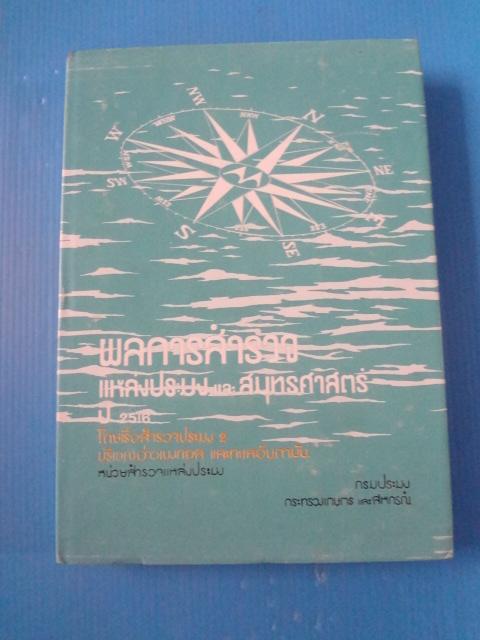 NW
N
W
NE
SW
S
SE
ผลการสำรวจ
แหล่งประมง และ สมุทรศาสตร์
ปี 2516
โดยเรือสำรวจประมง 2
บริเวณอ่าวเบงกอล และทะเลอันดามัน
หน่วยสำรวจแหล่งประมง
กรมประมง
กระทรวงเกษตร และสหกรณ์